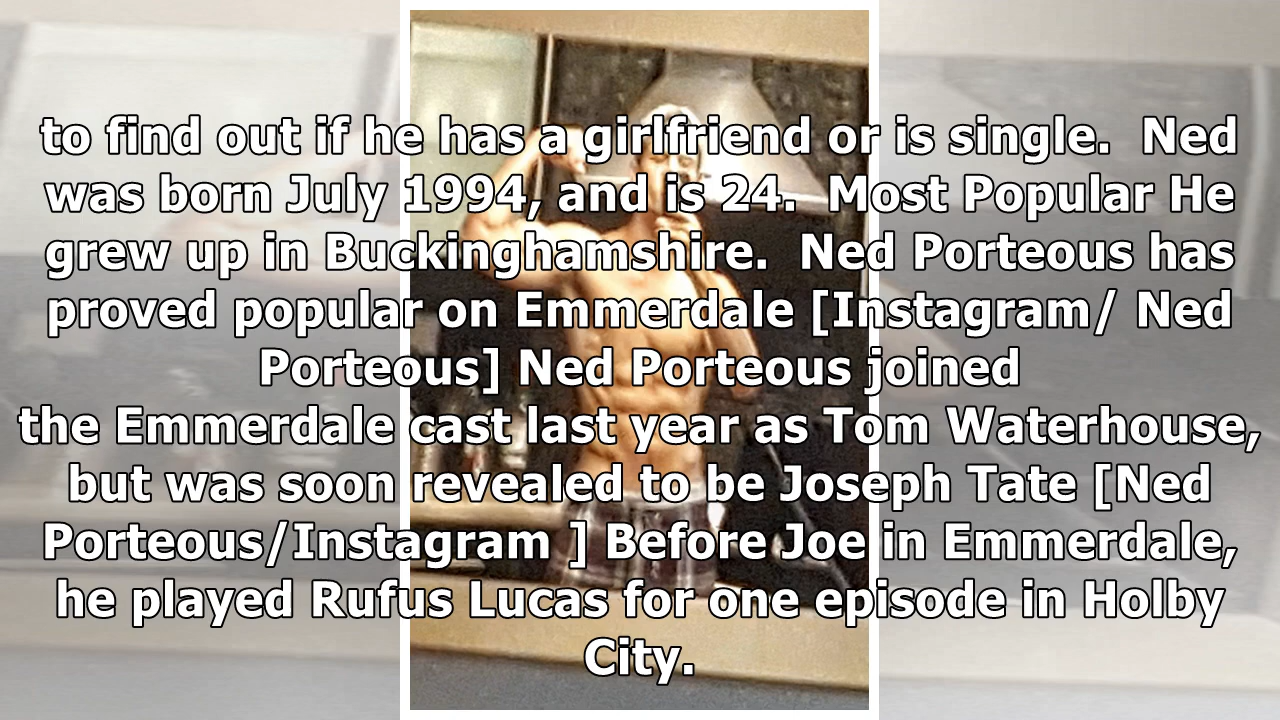 to find out if he has a girlfriend or is single.  Ned
was born July 1994, and is 24.  Most Popular He
grew up in Buckinghamshire.  Ned Porteous has
proved popular on Emmerdale [Instagram/ Ned
Porteous] Ned Porteous joined
the Emmerdale cast last year as Tom Waterhouse,
but was soon revealed to be Joseph Tate [Ned
Porteous/Instagram ] Before Joe in Emmerdale,
he played Rufus Lucas for one episode in Holby
City.